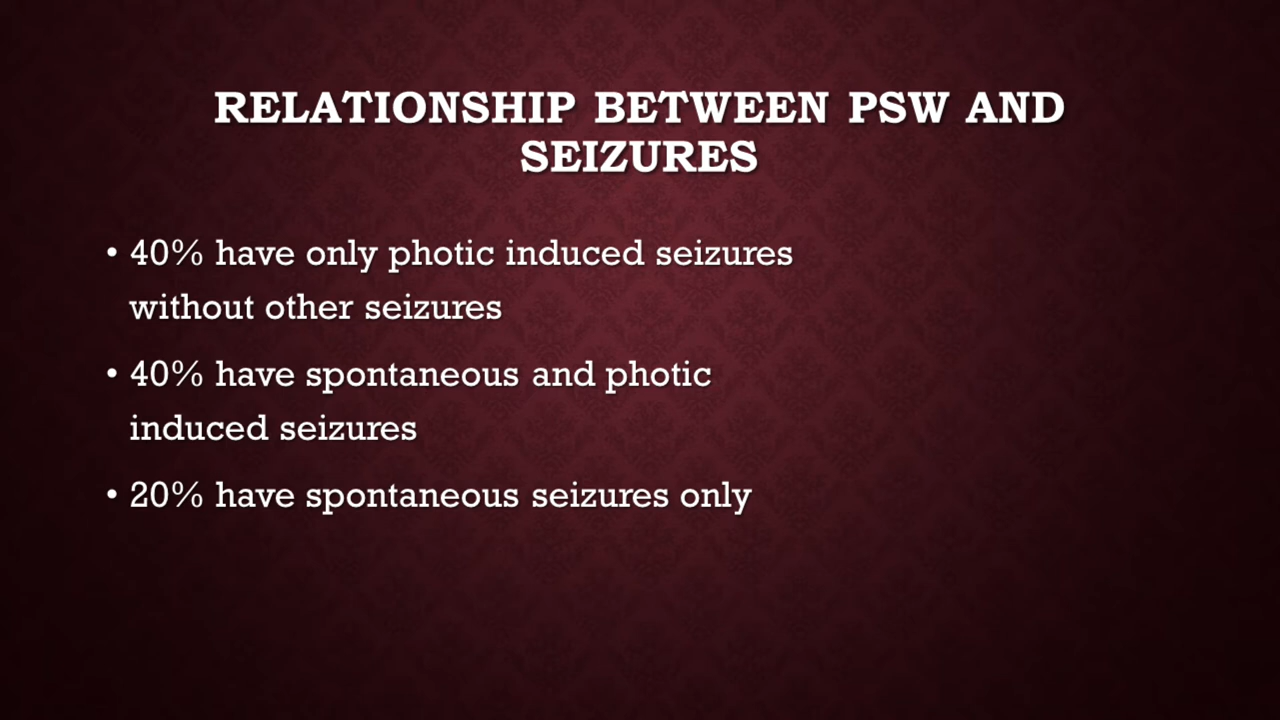 RELATIONSHIP BETWEEN PSW AND
SEIZURES
• 40% have only photic induced seizures
without other seizures
• 40% have spontaneous and photic
induced seizures
• 20% have spontaneous seizures only